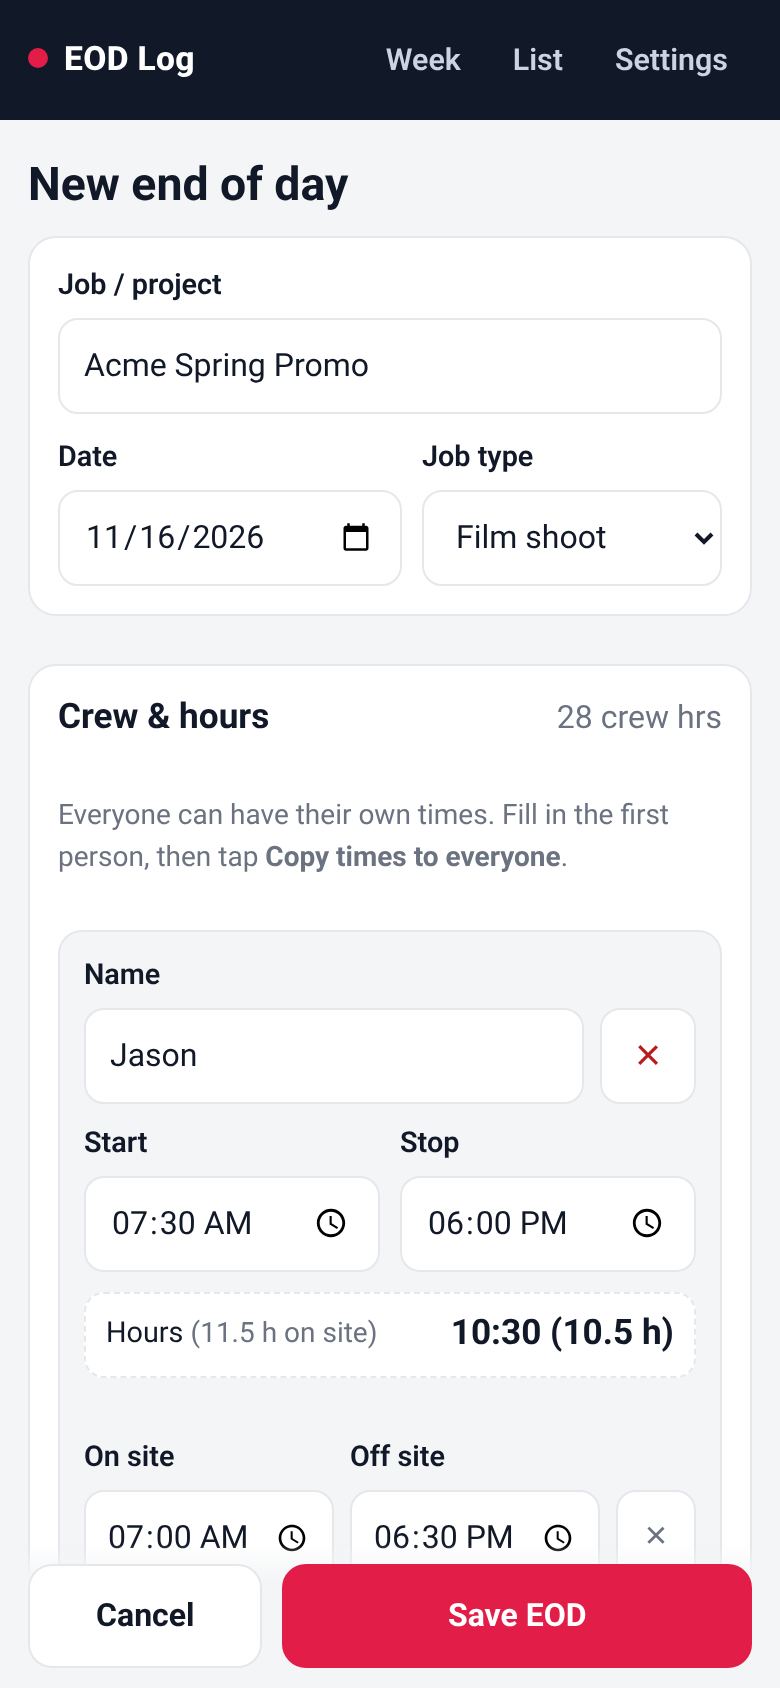 EOD Log
Week
List
Settings
New end of day
Job / project
Acme Spring Promo
Date
Job type
11/16/2026
Film shoot
Crew & hours
28 crew hrs
Everyone can have their own times. Fill in the first
person, then tap Copy times to everyone.
Name
Jason
×
Start
Stop
07:30 AM
06:00 PM
Hours (11.5 h on site)
10:30 (10.5 h)
On site
Off site
07:00 AM
06:30 PM
×
Cancel
Save EOD